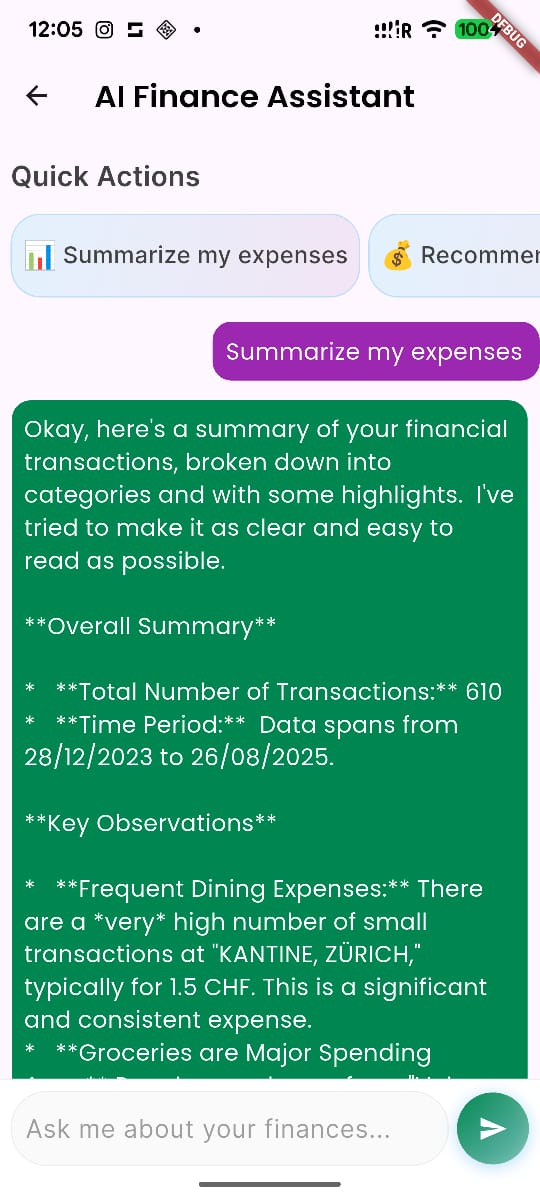 12:05
R
100
DEBUG
AI Finance Assistant
Quick Actions
📊 Summarize my expenses
💰
Summarize my expenses
Okay, here's a summary of your financial
transactions, broken down into
categories and with some highlights.  I've
tried to make it as clear and easy to
read as possible.
**Overall Summary**
*   **Total Number of Transactions:** 610
*   **Time Period:**  Data spans from
28/12/2023 to 26/08/2025.
**Key Observations**
*   **Frequent Dining Expenses:** There
are a *very* high number of small
transactions at "KANTINE, ZÜRICH,"
typically for 1.5 CHF. This is a significant
and consistent expense.
*   **Groceries are Major Spending
Ask me about your finances...